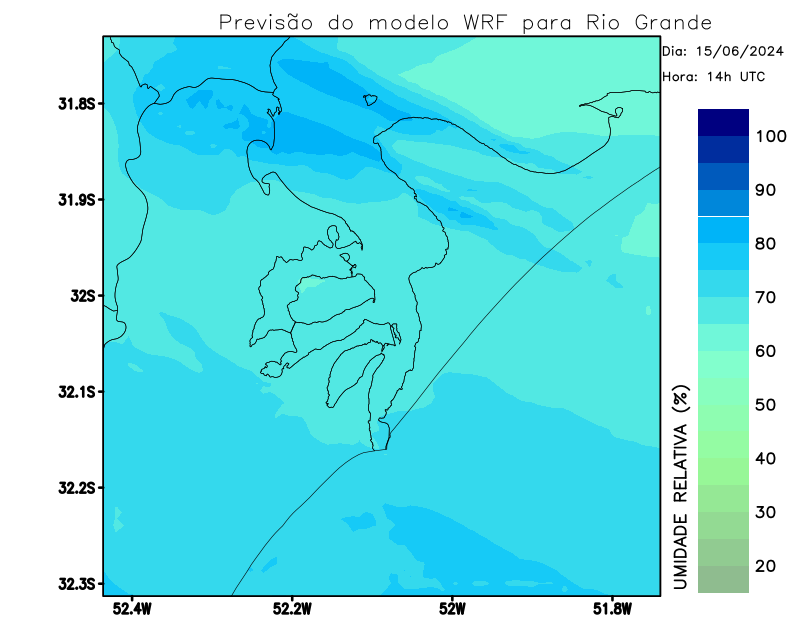 Previsão do modelo WRF para Rio Grande
Dia: 15/06/2024
Hora: 14h UTC
31.8S
31.9S
32S
32.1S
32.2S
32.3S
52.4W 52.2W 52W 51.8W
100
90
80
70
60
50
40
30
20
UMIDADE RELATIVA (%)